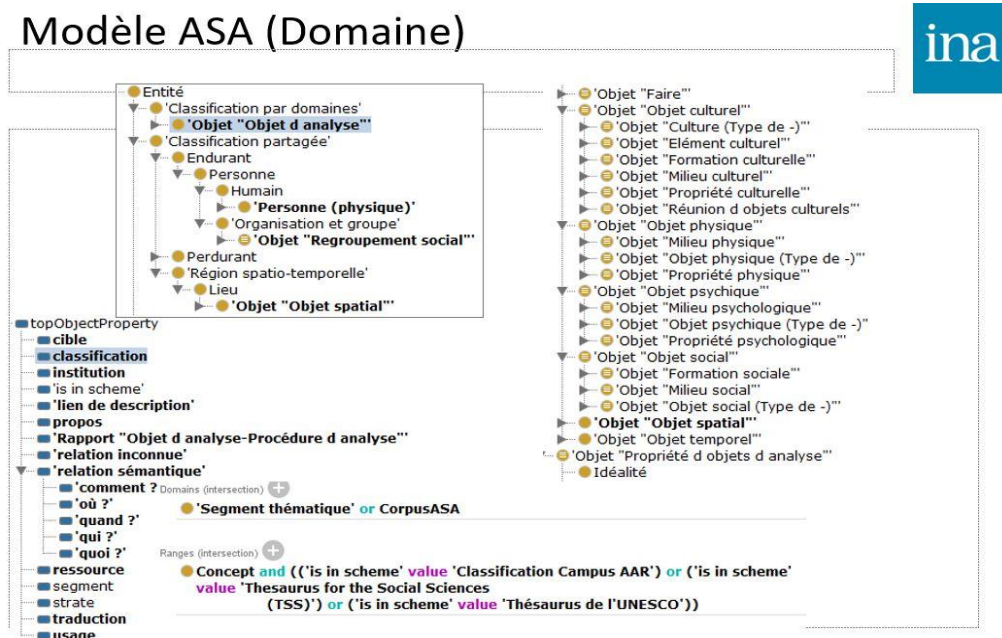 Modèle ASA (Domaine)
ina
Entité
'Classification par domaines'
'Objet "Objet d analyse"'
'Classification partagée'
Endurant
Personne
Humain
'Personne (physique)'
'Organisation et groupe'
'Objet "Regroupement social"'
Perdurant
'Région spatio-temporelle'
Lieu
'Objet "Objet spatial"'
'Objet "Faire"'
'Objet "Objet culturel"'
'Objet "Culture (Type de -)"'
'Objet "Elément culturel"'
'Objet "Formation culturelle"'
'Objet "Milieu culturel"'
'Objet "Propriété culturelle"'
'Objet "Réunion d objets culturels"'
'Objet "Objet physique"'
'Objet "Milieu physique"'
'Objet "Objet physique (Type de -)"'
'Objet "Propriété physique"'
'Objet "Objet psychique"'
'Objet "Milieu psychologique"'
'Objet "Objet psychique (Type de -)"
'Objet "Propriété psychologique"'
'Objet "Objet social"'
'Objet "Formation sociale"'
'Objet "Milieu social"'
'Objet "Objet social (Type de -)"'
'Objet "Objet spatial"'
'Objet "Objet temporel"'
'Objet "Propriété d objets d analyse"'
Idéalité
topObjectProperty
cible
classification
institution
'is in scheme'
'lien de description'
propos
'Rapport "Objet d analyse-Procédure d analyse"'
'relation inconnue'
'relation sémantique'
'comment ?
'où ?'
'quand ?'
'qui ?'
'quoi ?'
ressource
segment
strate
traduction
usage
Domains (intersection)
'Segment thématique' or CorpusASA
Ranges (intersection)
Concept and (('is in scheme' value 'Classification Campus AAR') or ('is in scheme'
value 'Thesaurus for the Social Sciences
(TSS)') or ('is in scheme' value 'Thésaurus de l'UNESCO'))